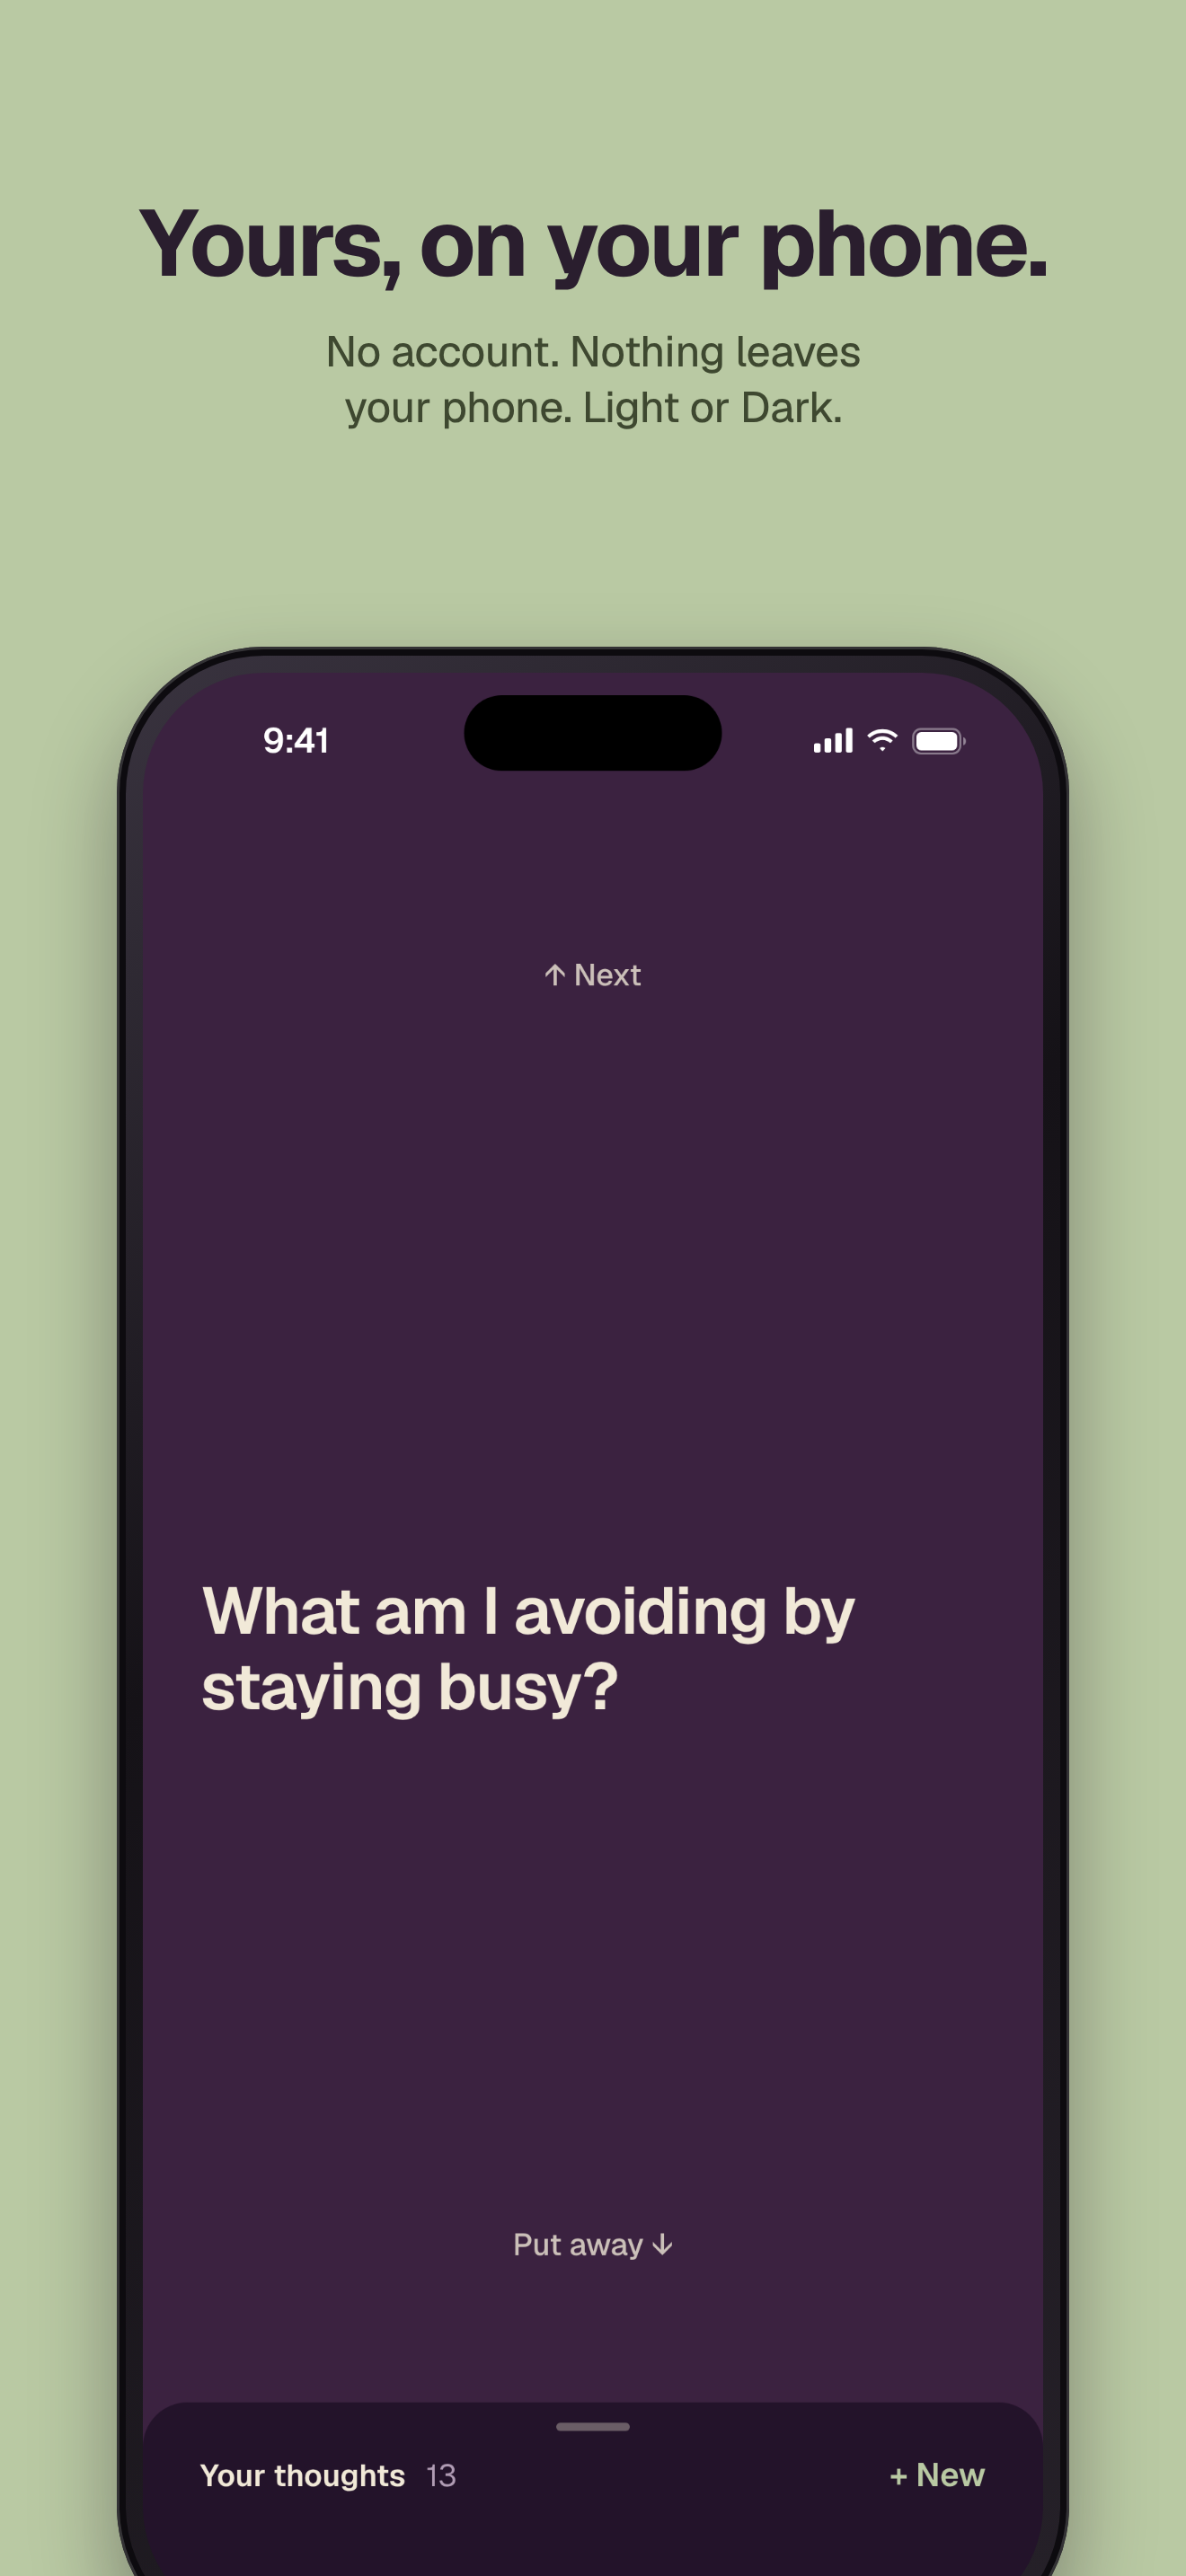 Yours, on your phone.
No account. Nothing leaves
your phone. Light or Dark.
9:41
↑ Next
What am I avoiding by
staying busy?
Put away ↓
Your thoughts 13
+ New